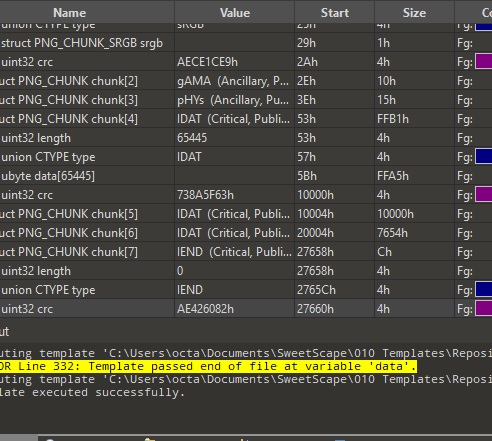 Name Value Start Size Co
union CTYPE type sRGB 25h 4h Fg:
struct PNG_CHUNK_SRGB srgb 29h 1h Fg:
uint32 crc AECE1CE9h 2Ah 4h Fg:
uct PNG_CHUNK chunk[2] gAMA (Ancillary, P... 2Eh 10h Fg:
uct PNG_CHUNK chunk[3] pHYs (Ancillary, Pu... 3Eh 15h Fg:
uct PNG_CHUNK chunk[4] IDAT (Critical, Publi... 53h FFB1h Fg:
uint32 length 65445 53h 4h Fg:
union CTYPE type IDAT 57h 4h Fg:
ubyte data[65445] 5Bh FFA5h Fg:
uint32 crc 738A5F63h 10000h 4h Fg:
uct PNG_CHUNK chunk[5] IDAT (Critical, Publi... 10004h 10000h Fg:
uct PNG_CHUNK chunk[6] IDAT (Critical, Publi... 20004h 7654h Fg:
uct PNG_CHUNK chunk[7] IEND (Critical, Publi... 27658h Ch Fg:
uint32 length 0 27658h 4h Fg:
union CTYPE type IEND 2765Ch 4h Fg:
uint32 crc AE426082h 27660h 4h Fg:
ut
uting template 'C:\Users\octa\Documents\SweetScape\010 Templates\Reposi
OR Line 332: Template passed end of file at variable 'data'.
uting template 'C:\Users\octa\Documents\SweetScape\010 Templates\Reposi
late executed successfully.